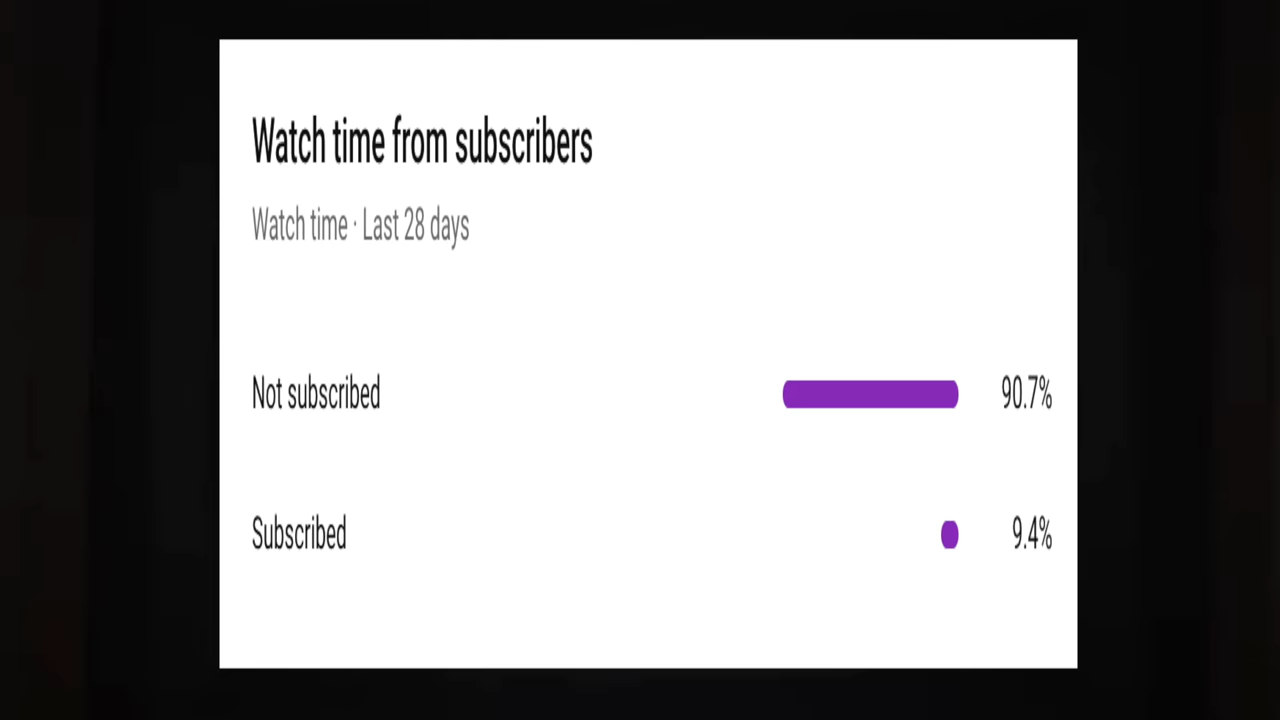 Watch time from subscribers
Watch time · Last 28 days
Not subscribed 90.7%
Subscribed 9.4%